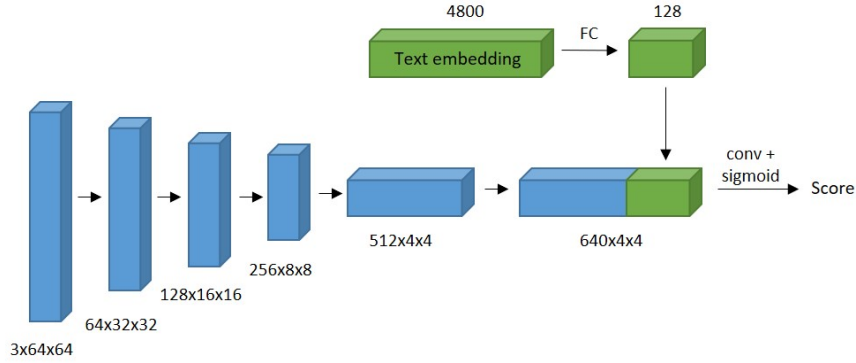 4800
128
FC
Text embedding
conv +
sigmoid
Score
512x4x4
640x4x4
256x8x8
128x16x16
64x32x32
3x64x64